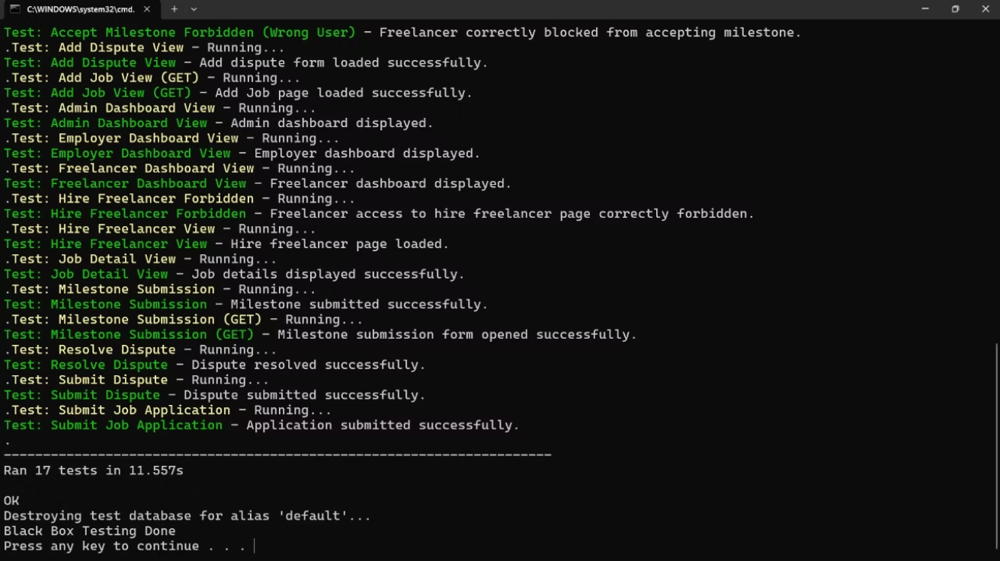 C:\WINDOWS\system32\cmd.
Test: Accept Milestone Forbidden (Wrong User) – Freelancer correctly blocked from accepting milestone.
.Test: Add Dispute View – Running...
Test: Add Dispute View – Add dispute form loaded successfully.
.Test: Add Job View (GET) – Running...
Test: Add Job View (GET) – Add Job page loaded successfully.
.Test: Admin Dashboard View – Running...
Test: Admin Dashboard View – Admin dashboard displayed.
.Test: Employer Dashboard View – Running...
Test: Employer Dashboard View – Employer dashboard displayed.
.Test: Freelancer Dashboard View – Running...
Test: Freelancer Dashboard View – Freelancer dashboard displayed.
.Test: Hire Freelancer Forbidden – Running...
Test: Hire Freelancer Forbidden – Freelancer access to hire freelancer page correctly forbidden.
.Test: Hire Freelancer View – Running...
Test: Hire Freelancer View – Hire freelancer page loaded.
.Test: Job Detail View – Running...
Test: Job Detail View – Job details displayed successfully.
.Test: Milestone Submission – Running...
Test: Milestone Submission – Milestone submitted successfully.
.Test: Milestone Submission (GET) – Running...
Test: Milestone Submission (GET) – Milestone submission form opened successfully.
.Test: Resolve Dispute – Running...
Test: Resolve Dispute – Dispute resolved successfully.
.Test: Submit Dispute – Running...
Test: Submit Dispute – Dispute submitted successfully.
.Test: Submit Job Application – Running...
Test: Submit Job Application – Application submitted successfully.
.
----------------------------------------------------------------------
Ran 17 tests in 11.557s
OK
Destroying test database for alias 'default'...
Black Box Testing Done
Press any key to continue . . .